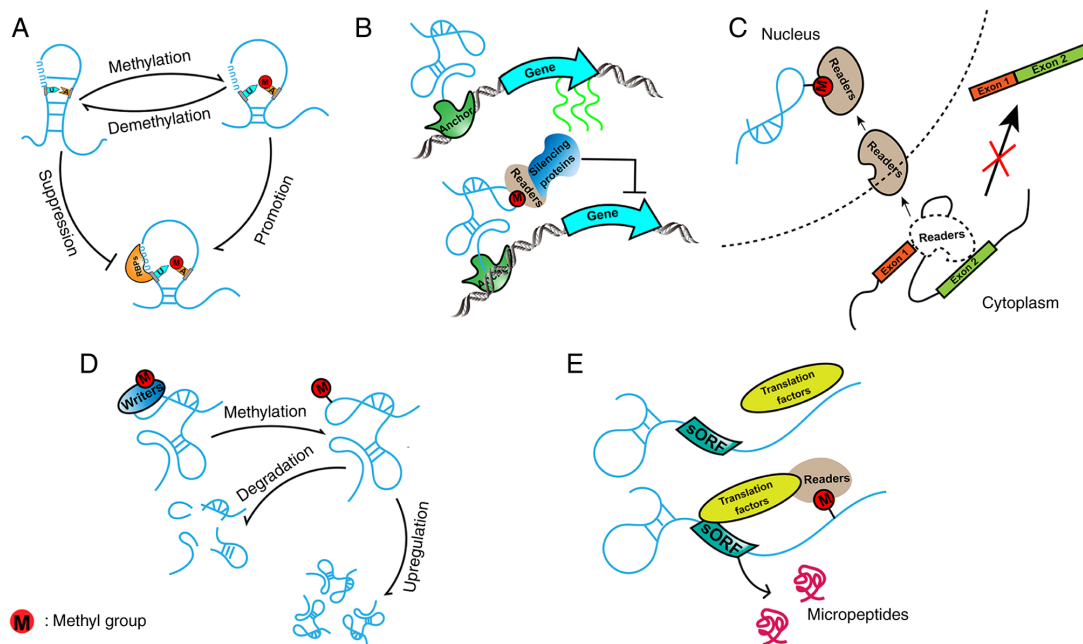 A
Methylation
Demethylation
U
A
M
U
A
Suppression
Promotion
RBPs
M
U
A
B
Gene
Anchor
Silencing
proteins
Readers
M
Gene
C
Nucleus
Readers
M
Readers
Readers
Exon 1
Exon 2
Exon 1
Exon 2
Cytoplasm
D
M
Writers
Methylation
M
Degradation
Upregulation
M : Methyl group
E
Translation
factors
sORF
Translation
factors
Readers
M
sORF
Micropeptides